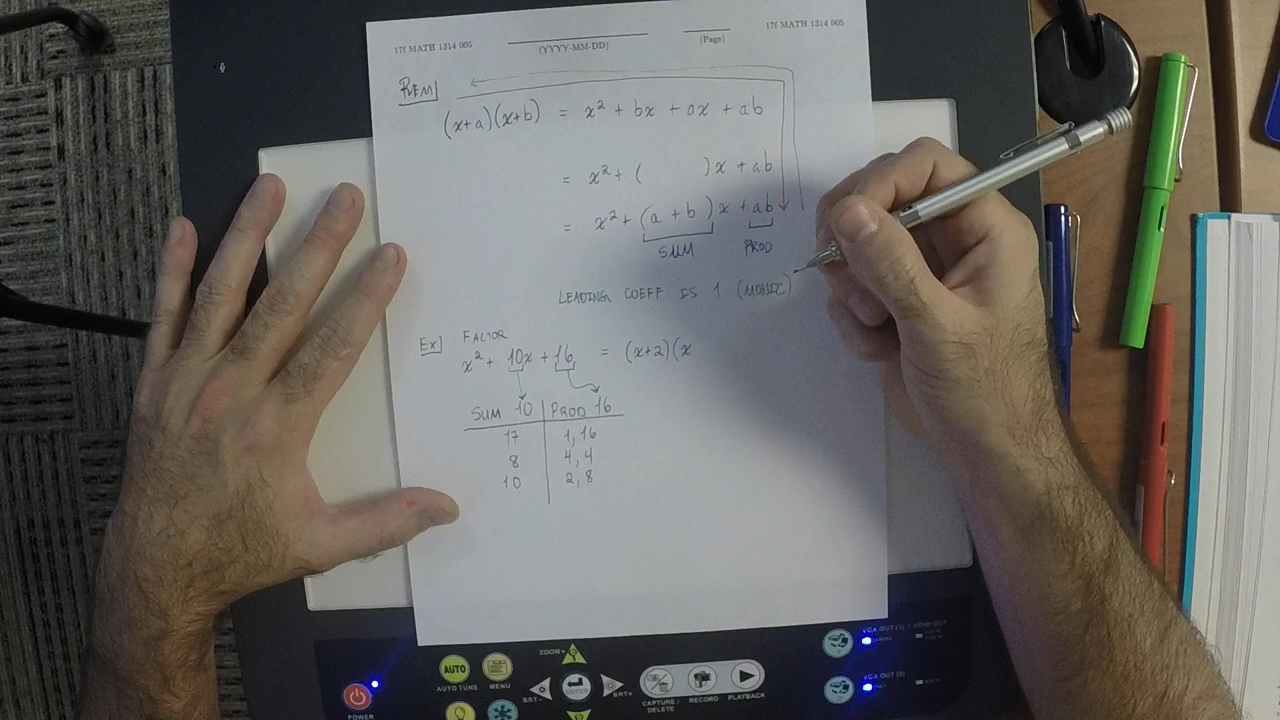 17f MATH 1314 005 (YYYY-MM-DD) (Page) 17f MATH 1314 005
REM
(x+a)(x+b) = x² + bx + ax + ab
= x² + ( )x + ab
= x² + (a + b)x + ab
SUM PROD
LEADING COEFF IS 1 (MONIC)
Ex] FACTOR
x² + 10x + 16 = (x+2)(x
SUM 10 PROD 16
17 1, 16
8 4, 4
10 2, 8
ZOOM+
AUTO
AUTO TUNE
MENU
ENTER
BRT-
BRT+
CAPTURE / DELETE
RECORD
PLAYBACK
POWER
VGA OUT (1) / HDMI OUT
VGA OUT (2)